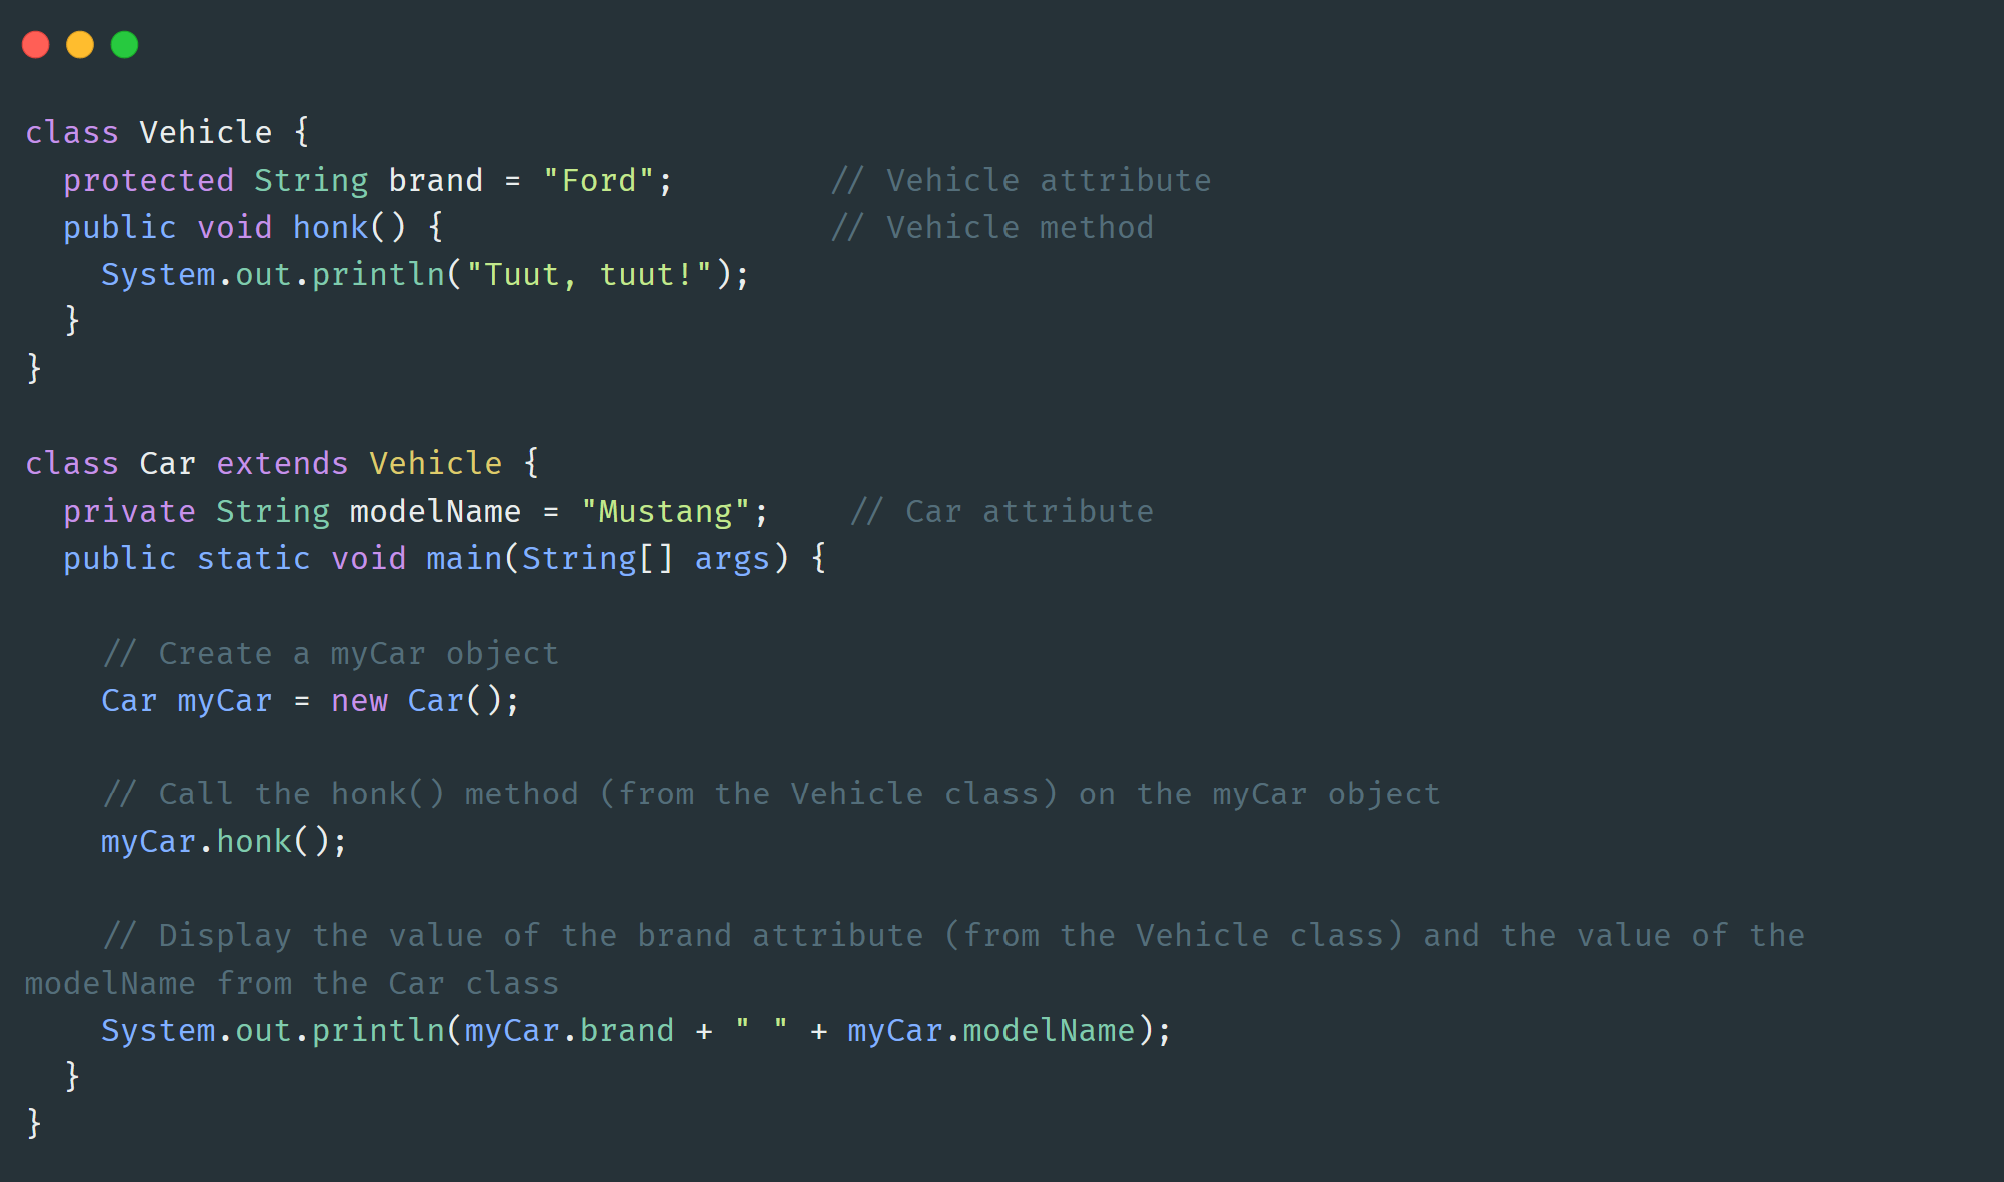 class Vehicle {
  protected String brand = "Ford";        // Vehicle attribute
  public void honk() {                    // Vehicle method
    System.out.println("Tuut, tuut!");
  }
}

class Car extends Vehicle {
  private String modelName = "Mustang";    // Car attribute
  public static void main(String[] args) {

    // Create a myCar object
    Car myCar = new Car();

    // Call the honk() method (from the Vehicle class) on the myCar object
    myCar.honk();

    // Display the value of the brand attribute (from the Vehicle class) and the value of the
modelName from the Car class
    System.out.println(myCar.brand + " " + myCar.modelName);
  }
}